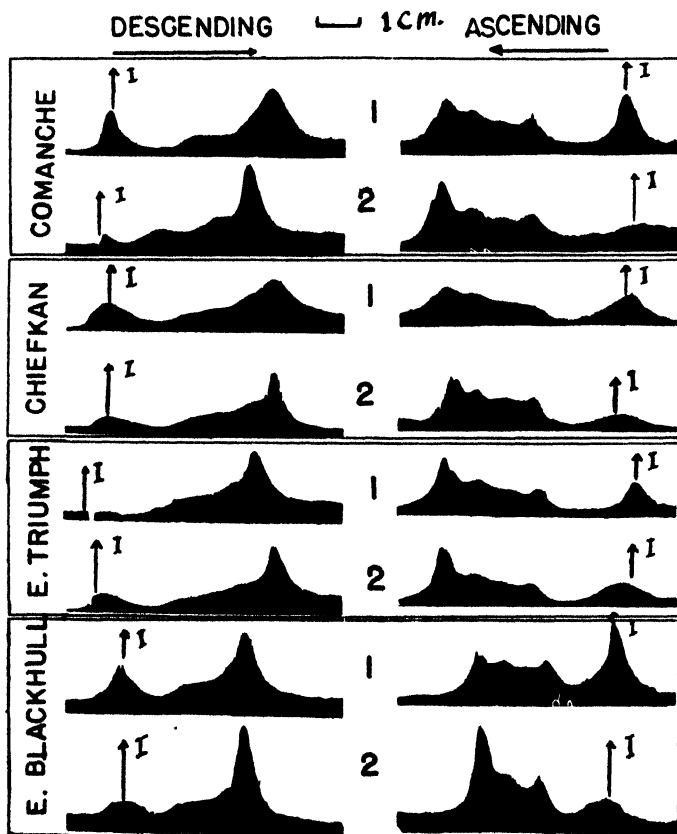 DESCENDING 1 cm. ASCENDING
COMANCHE
I 1 I
I 2 I
CHIEFKAN
I 1 I
I 2 I
E. TRIUMPH
I 1 I
I 2 I
E. BLACKHULL
I 1 I
I 2 I